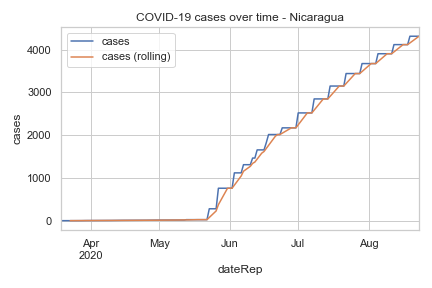 COVID-19 cases over time - Nicaragua
cases
cases (rolling)
4000
3000
2000
1000
0
cases
Apr
2020
May
Jun
Jul
Aug
dateRep